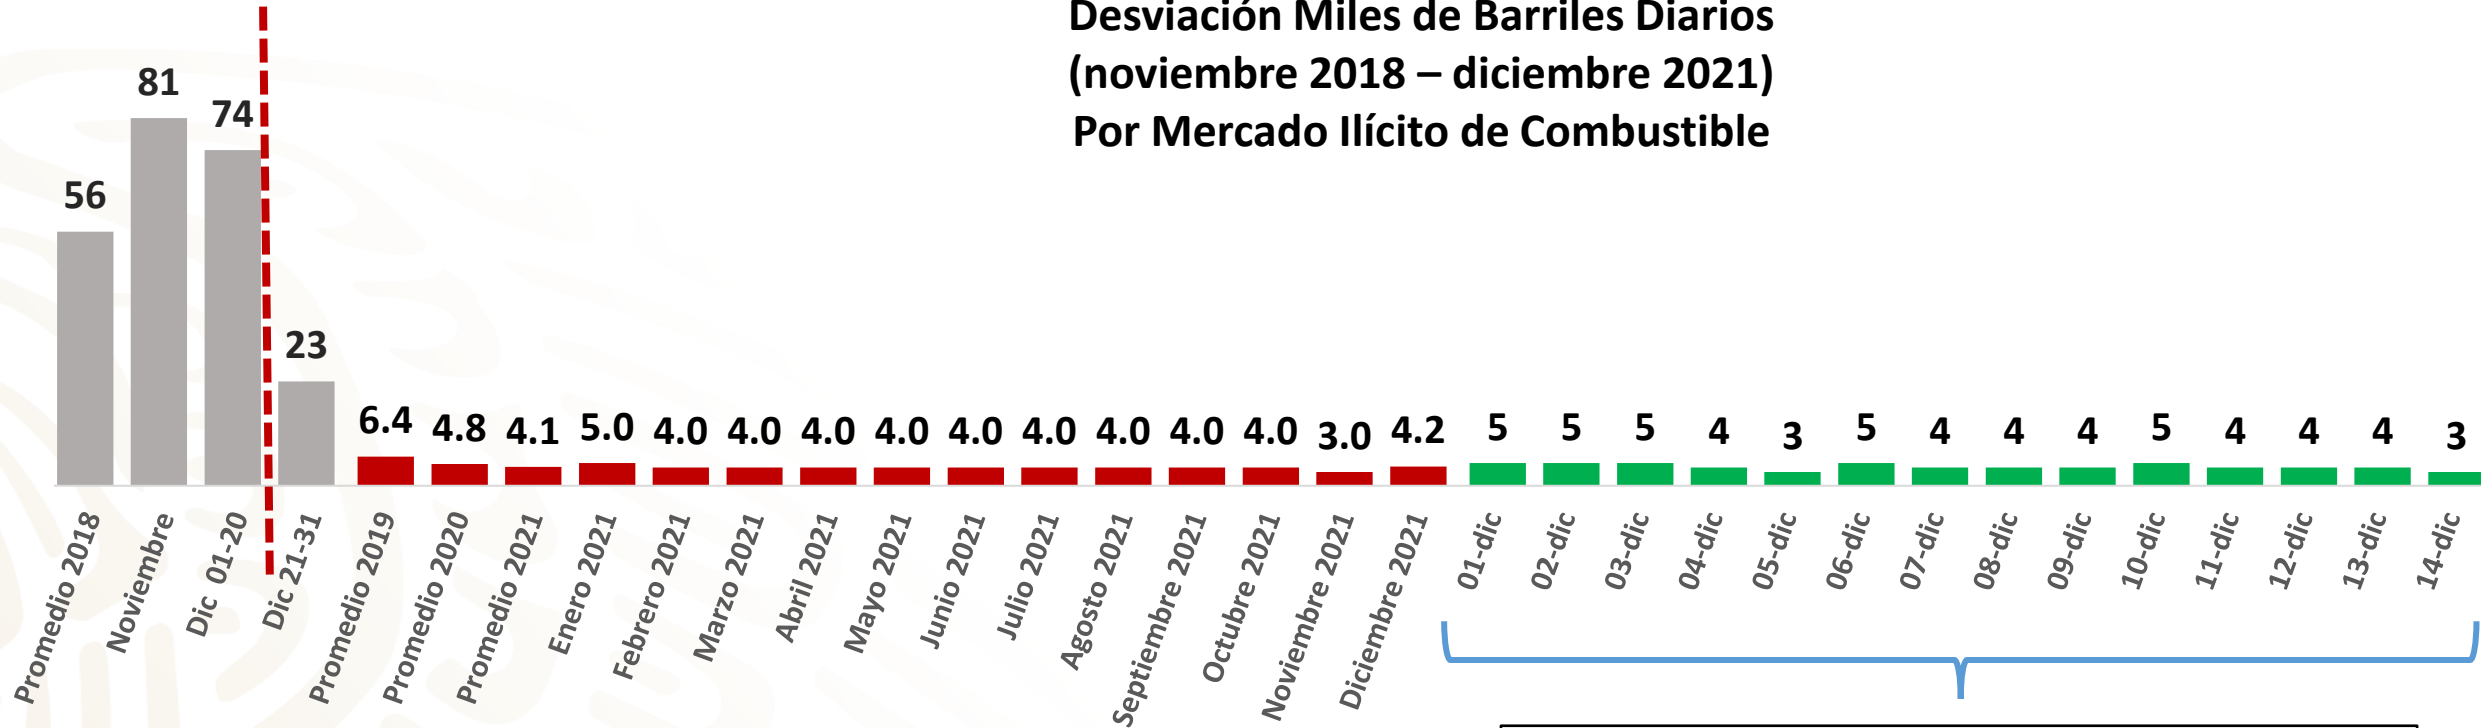 Desviación Miles de Barriles Diarios
(noviembre 2018 – diciembre 2021)
Por Mercado Ilícito de Combustible
56
81
74
23
6.4
4.8
4.1
5.0
4.0
4.0
4.0
4.0
4.0
4.0
4.0
4.0
4.0
3.0
4.2
5
5
5
4
3
5
4
4
4
5
4
4
4
3
Promedio 2018
Noviembre
Dic 01-20
Dic 21-31
Promedio 2019
Promedio 2020
Promedio 2021
Enero 2021
Febrero 2021
Marzo 2021
Abril 2021
Mayo 2021
Junio 2021
Julio 2021
Agosto 2021
Septiembre 2021
Octubre 2021
Noviembre 2021
Diciembre 2021
01-dic
02-dic
03-dic
04-dic
05-dic
06-dic
07-dic
08-dic
09-dic
10-dic
11-dic
12-dic
13-dic
14-dic